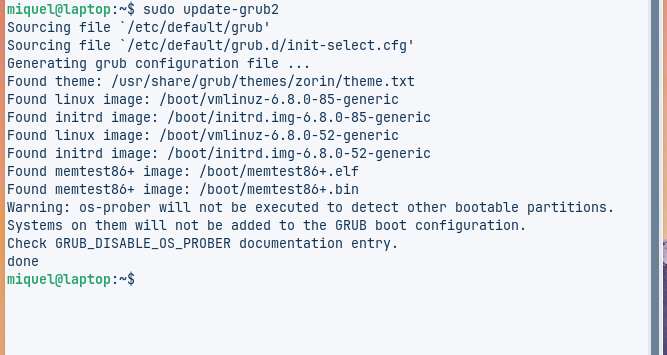 miquel@laptop:~$ sudo update-grub2
Sourcing file `/etc/default/grub'
Sourcing file `/etc/default/grub.d/init-select.cfg'
Generating grub configuration file ...
Found theme: /usr/share/grub/themes/zorin/theme.txt
Found linux image: /boot/vmlinuz-6.8.0-85-generic
Found initrd image: /boot/initrd.img-6.8.0-85-generic
Found linux image: /boot/vmlinuz-6.8.0-52-generic
Found initrd image: /boot/initrd.img-6.8.0-52-generic
Found memtest86+ image: /boot/memtest86+.elf
Found memtest86+ image: /boot/memtest86+.bin
Warning: os-prober will not be executed to detect other bootable partitions.
Systems on them will not be added to the GRUB boot configuration.
Check GRUB_DISABLE_OS_PROBER documentation entry.
done
miquel@laptop:~$